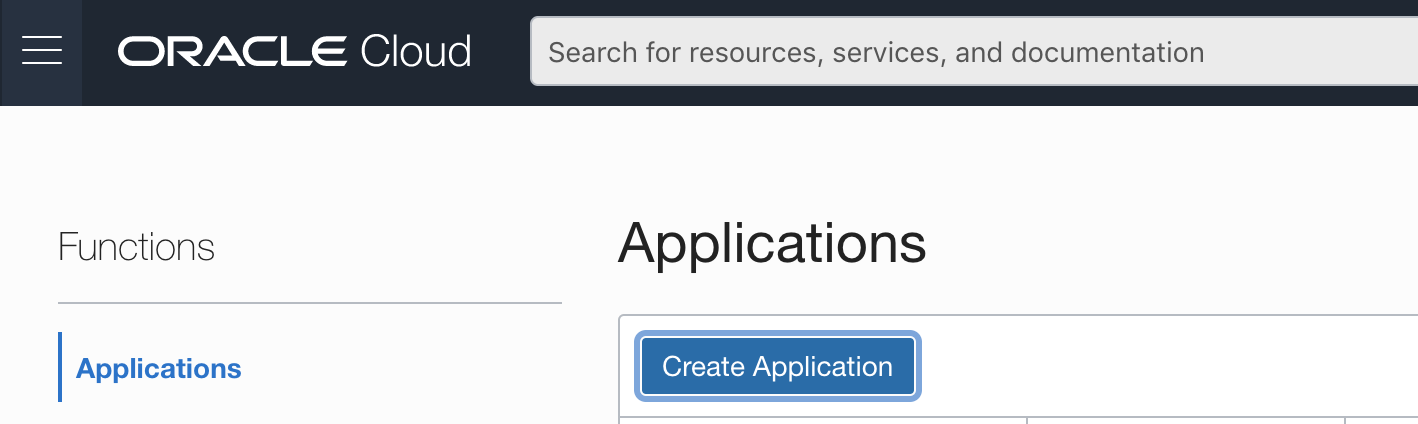 ORACLE Cloud
Search for resources, services, and documentation
Functions
Applications
Applications
Create Application